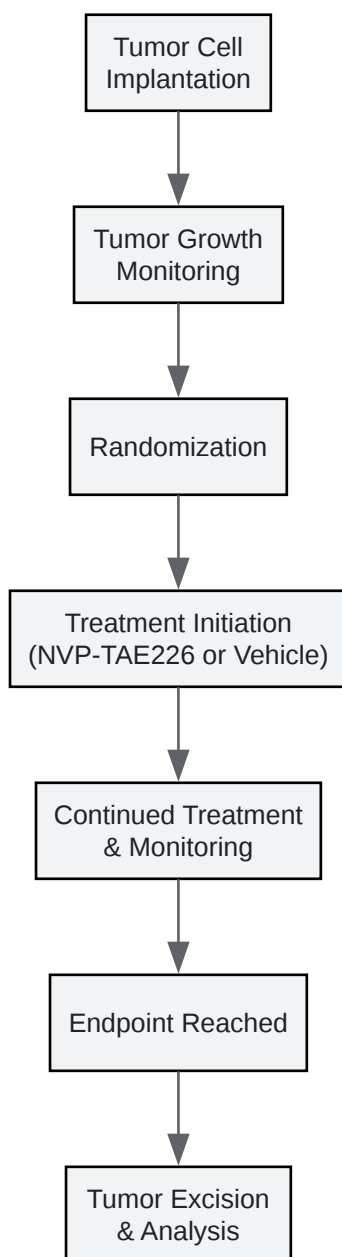 Tumor Cell
Implantation
Tumor Growth
Monitoring
Randomization
Treatment Initiation
(NVP-TAE226 or Vehicle)
Continued Treatment
& Monitoring
Endpoint Reached
Tumor Excision
& Analysis